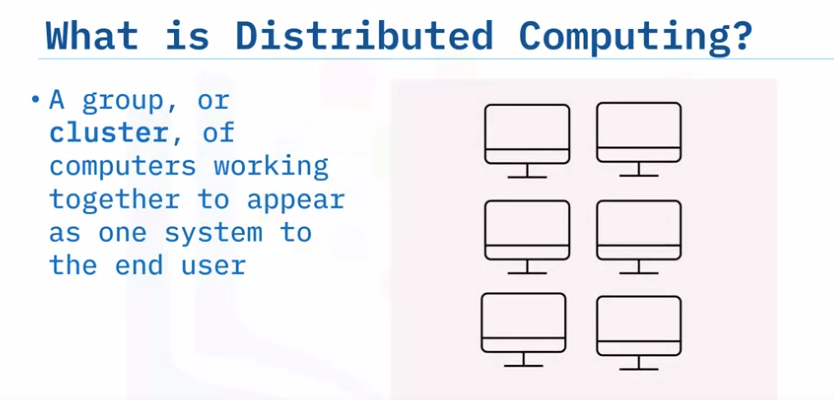 What is Distributed Computing?
• A group, or
cluster, of
computers working
together to appear
as one system to
the end user